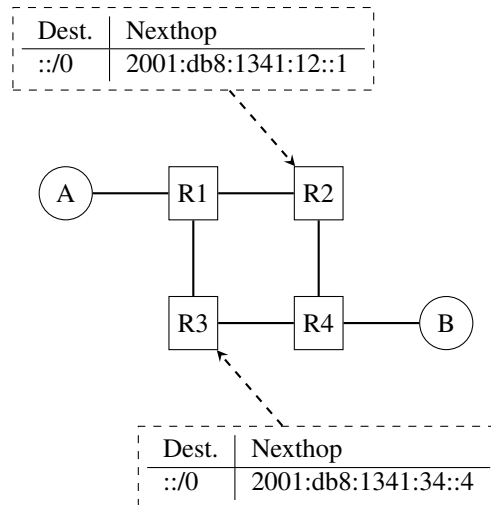 Dest. Nexthop
::/0 2001:db8:1341:12::1
A R1 R2
R3 R4 B
Dest. Nexthop
::/0 2001:db8:1341:34::4